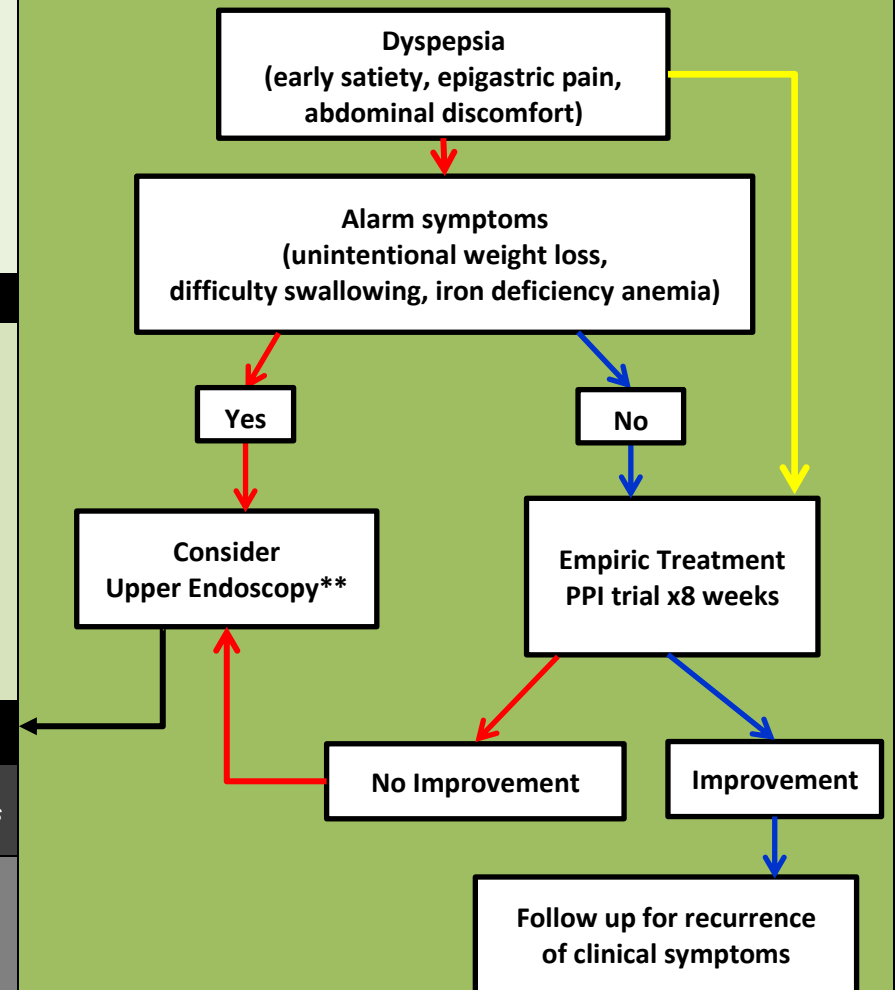 Dyspepsia
(early satiety, epigastric pain,
abdominal discomfort)
Alarm symptoms
(unintentional weight loss,
difficulty swallowing, iron deficiency anemia)
Yes
No
Consider
Upper Endoscopy**
Empiric Treatment
PPI trial x8 weeks
No Improvement
Improvement
Follow up for recurrence
of clinical symptoms